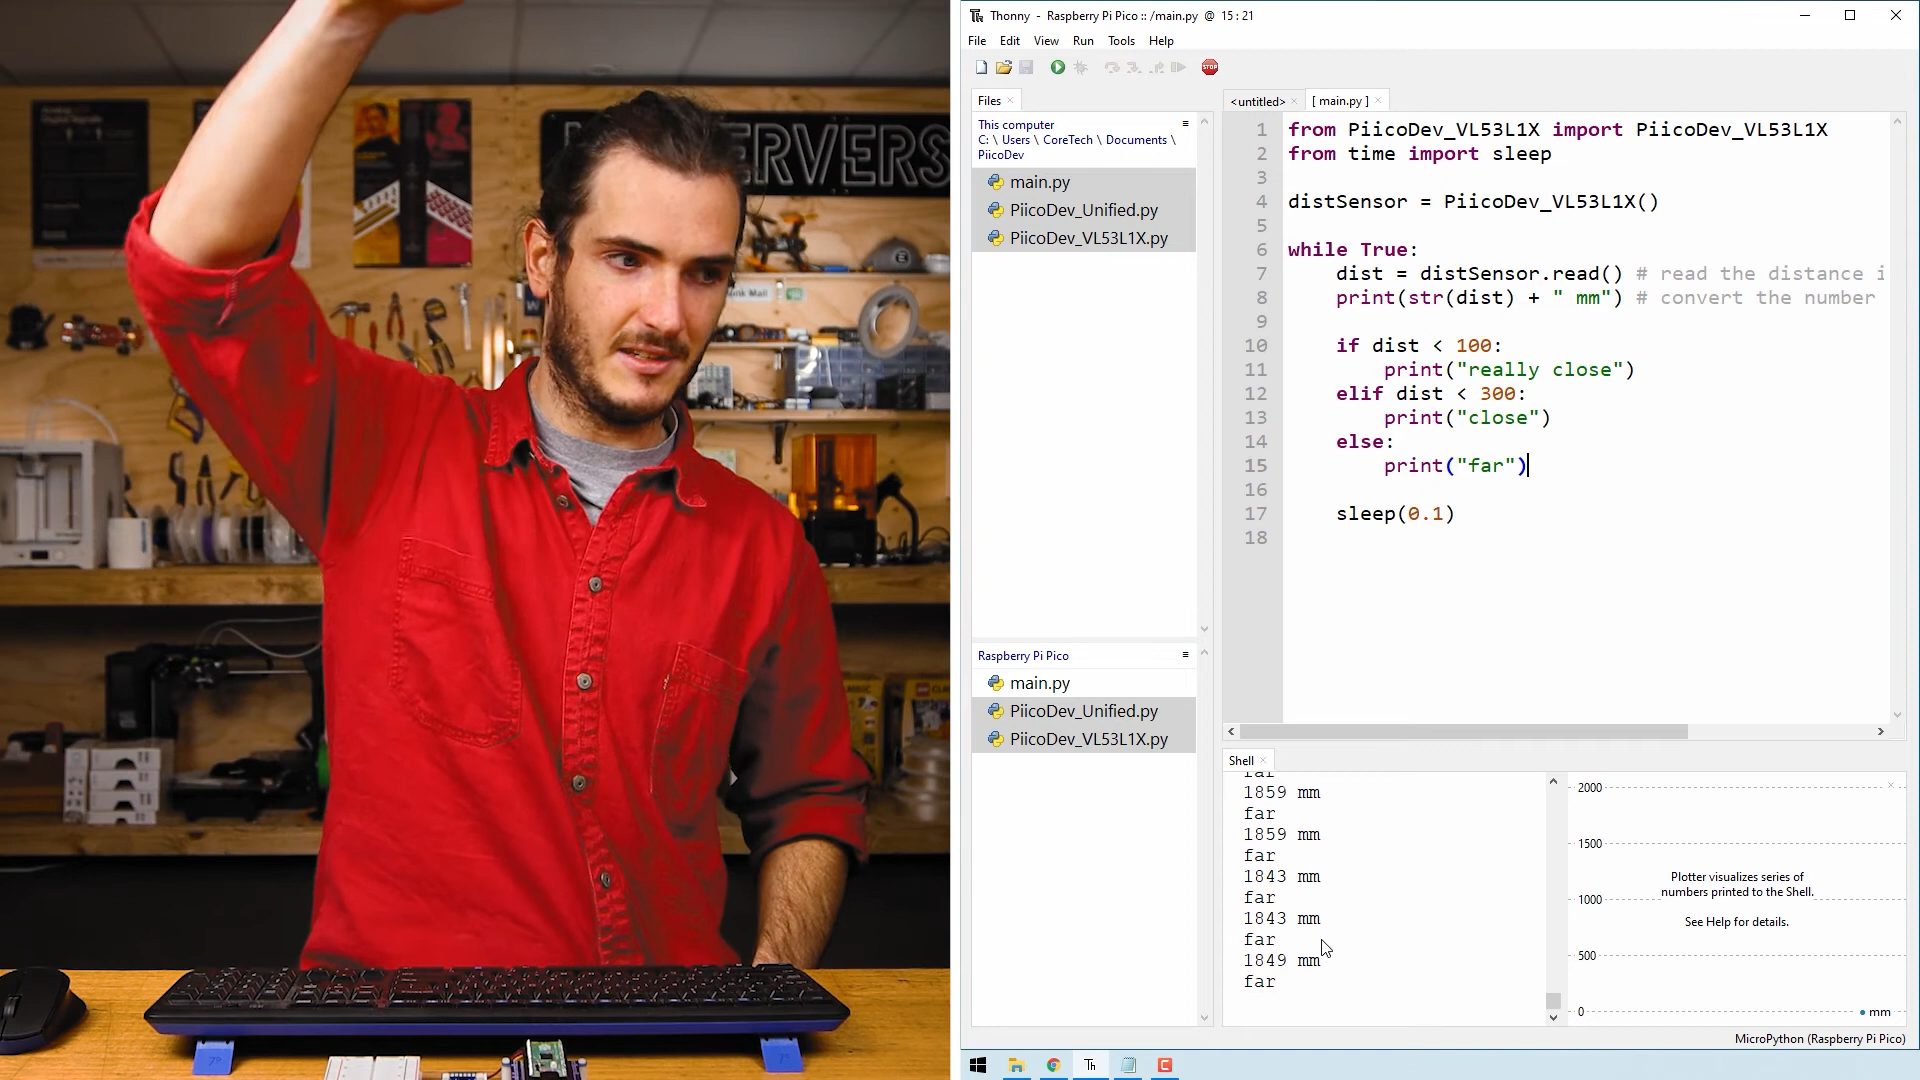 ERVERS
Junk Mail
Thonny - Raspberry Pi Pico :: /main.py @ 15 : 21
File Edit View Run Tools Help
STOP
Files
This computer
C: \ Users \ CoreTech \ Documents \
PiicoDev
main.py
PiicoDev_Unified.py
PiicoDev_VL53L1X.py
Raspberry Pi Pico
main.py
PiicoDev_Unified.py
PiicoDev_VL53L1X.py
<untitled> [ main.py ]
1 from PiicoDev_VL53L1X import PiicoDev_VL53L1X
2 from time import sleep
3
4 distSensor = PiicoDev_VL53L1X()
5
6 while True:
7 dist = distSensor.read() # read the distance i
8 print(str(dist) + " mm") # convert the number
9
10 if dist < 100:
11 print("really close")
12 elif dist < 300:
13 print("close")
14 else:
15 print("far")
16
17 sleep(0.1)
18
Shell
far
1859 mm
far
1859 mm
far
1843 mm
far
1843 mm
far
1849 mm
far
2000
1500
1000
500
0
Plotter visualizes series of
numbers printed to the Shell.
See Help for details.
mm
MicroPython (Raspberry Pi Pico)
Th